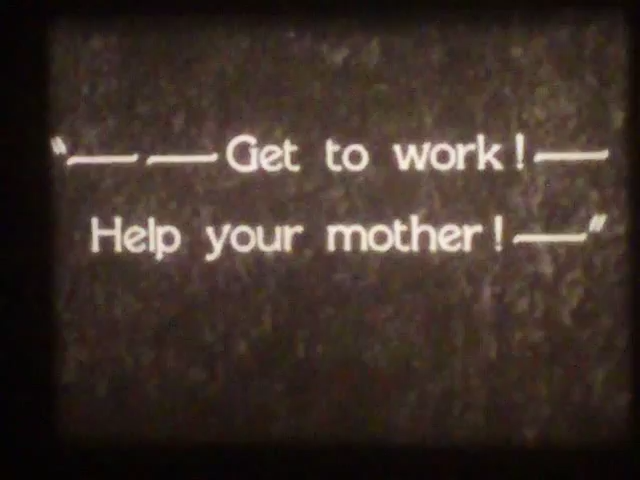 "— — Get to work! —
Help your mother! —"